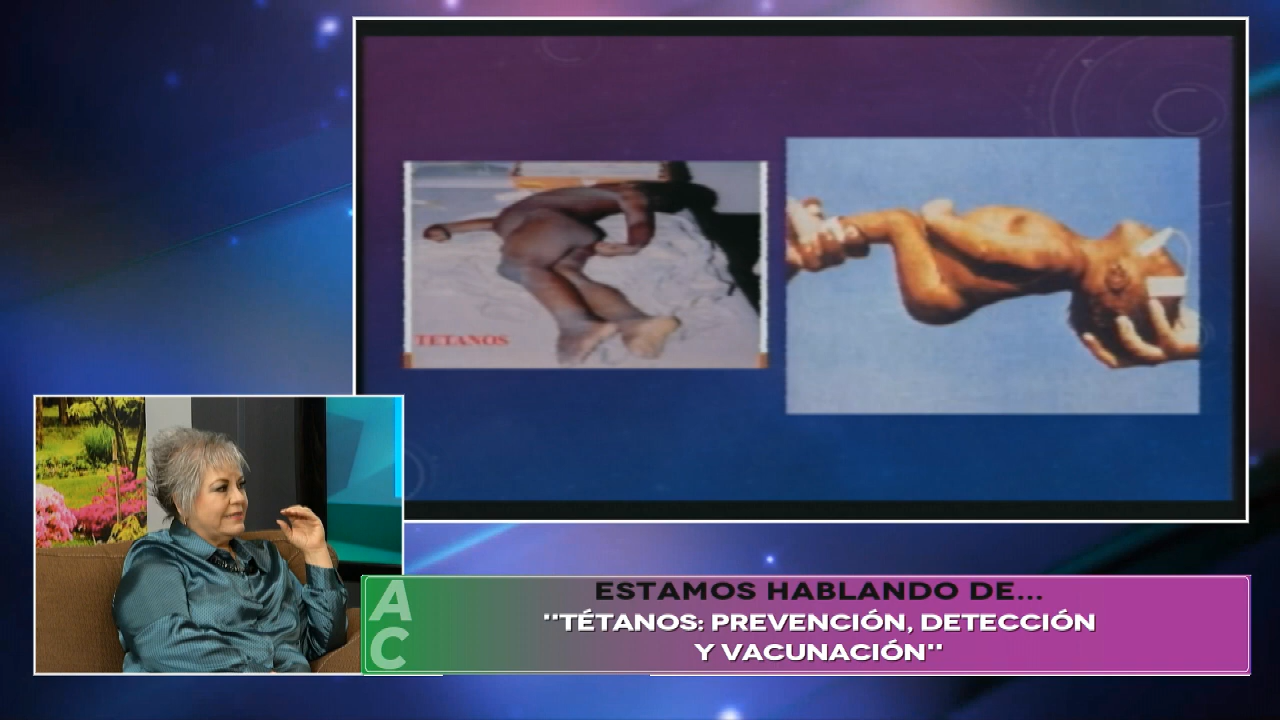 TETANOS
AC
ESTAMOS HABLANDO DE...
"TÉTANOS: PREVENCIÓN, DETECCIÓN
Y VACUNACIÓN"